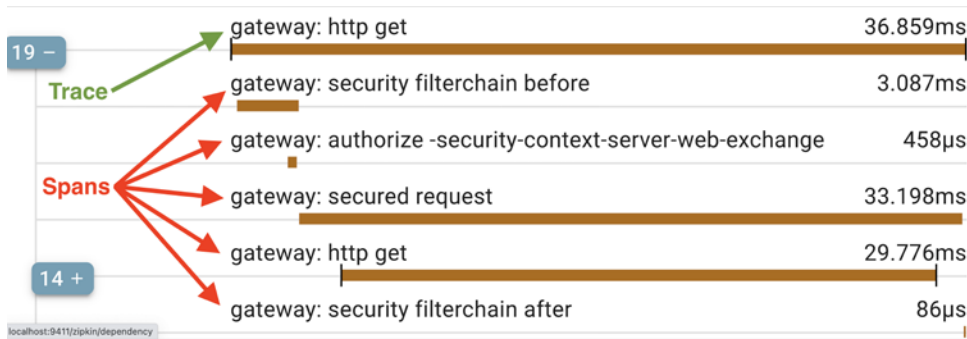 gateway: http get 36.859ms
19 −
Trace
gateway: security filterchain before 3.087ms
gateway: authorize -security-context-server-web-exchange 458µs
Spans
gateway: secured request 33.198ms
gateway: http get 29.776ms
14 +
gateway: security filterchain after 86µs
localhost:9411/zipkin/dependency